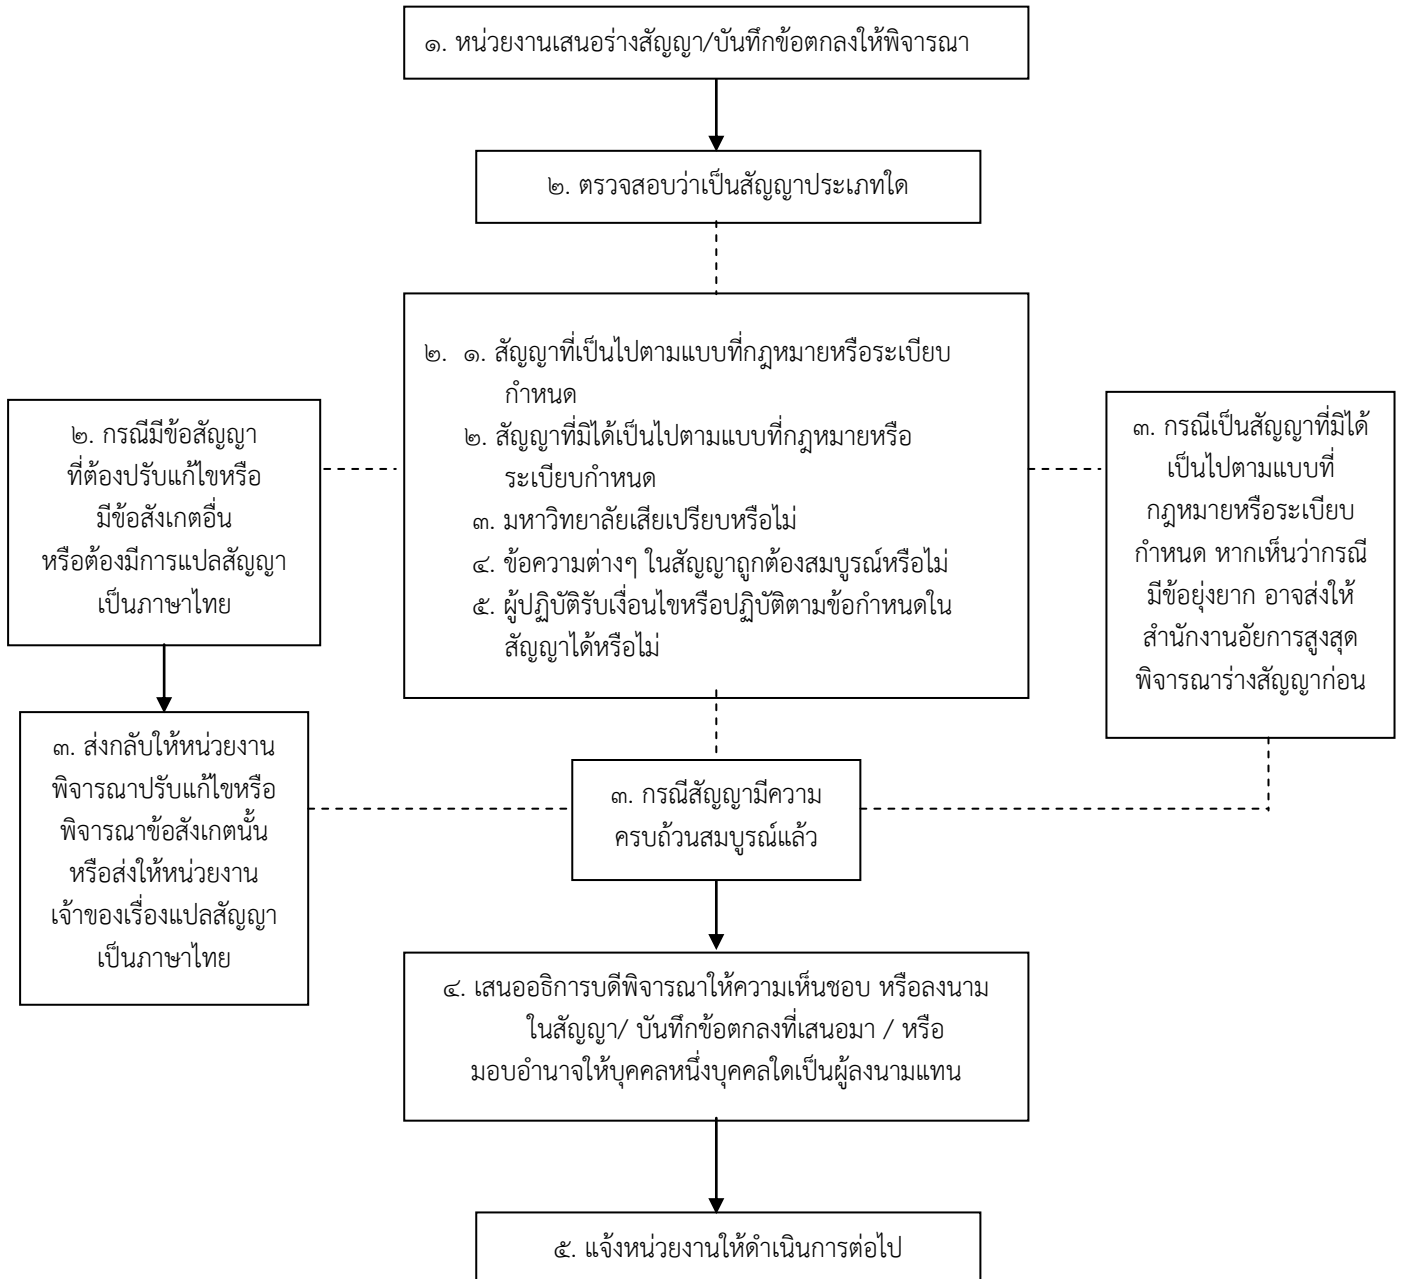 ๑. หน่วยงานเสนอร่างสัญญา/บันทึกข้อตกลงให้พิจารณา
๒. ตรวจสอบว่าเป็นสัญญาประเภทใด
๒. ๑. สัญญาที่เป็นไปตามแบบที่กฎหมายหรือระเบียบ
กำหนด
๒. สัญญาที่มิได้เป็นไปตามแบบที่กฎหมายหรือ
ระเบียบกำหนด
๓. มหาวิทยาลัยเสียเปรียบหรือไม่
๔. ข้อความต่างๆ ในสัญญาถูกต้องสมบูรณ์หรือไม่
๕. ผู้ปฏิบัติรับเงื่อนไขหรือปฏิบัติตามข้อกำหนดใน
สัญญาได้หรือไม่
๒. กรณีมีข้อสัญญา
ที่ต้องปรับแก้ไขหรือ
มีข้อสังเกตอื่น
หรือต้องมีการแปลสัญญา
เป็นภาษาไทย
๓. กรณีเป็นสัญญาที่มิได้
เป็นไปตามแบบที่
กฎหมายหรือระเบียบ
กำหนด หากเห็นว่ากรณี
มีข้อยุ่งยาก อาจส่งให้
สำนักงานอัยการสูงสุด
พิจารณาร่างสัญญาก่อน
๓. ส่งกลับให้หน่วยงาน
พิจารณาปรับแก้ไขหรือ
พิจารณาข้อสังเกตนั้น
หรือส่งให้หน่วยงาน
เจ้าของเรื่องแปลสัญญา
เป็นภาษาไทย
๓. กรณีสัญญามีความ
ครบถ้วนสมบูรณ์แล้ว
๔. เสนออธิการบดีพิจารณาให้ความเห็นชอบ หรือลงนาม
ในสัญญา/ บันทึกข้อตกลงที่เสนอมา / หรือ
มอบอำนาจให้บุคคลหนึ่งบุคคลใดเป็นผู้ลงนามแทน
๕. แจ้งหน่วยงานให้ดำเนินการต่อไป